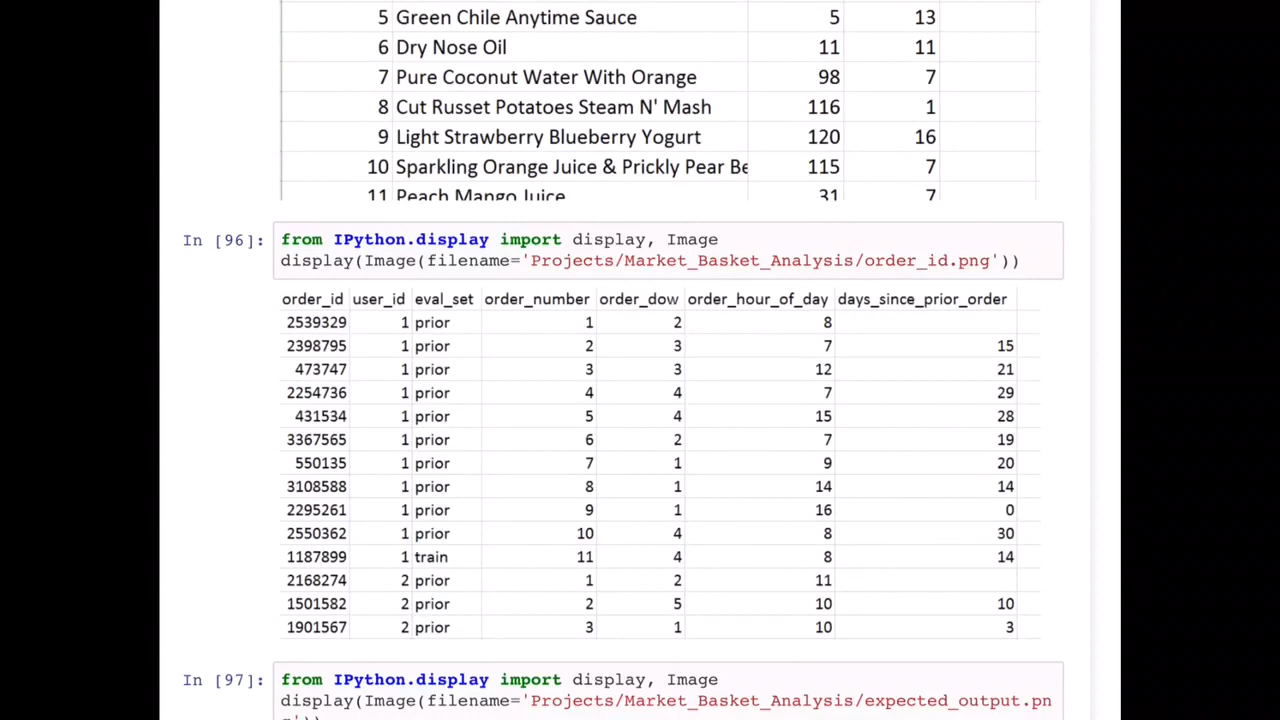 5 Green Chile Anytime Sauce 5 13
6 Dry Nose Oil 11 11
7 Pure Coconut Water With Orange 98 7
8 Cut Russet Potatoes Steam N' Mash 116 1
9 Light Strawberry Blueberry Yogurt 120 16
10 Sparkling Orange Juice & Prickly Pear Be 115 7
11 Peach Mango Juice 31 7
In [96]: from IPython.display import display, Image
display(Image(filename='Projects/Market_Basket_Analysis/order_id.png'))
order_id user_id eval_set order_number order_dow order_hour_of_day days_since_prior_order
2539329 1 prior 1 2 8
2398795 1 prior 2 3 7 15
473747 1 prior 3 3 12 21
2254736 1 prior 4 4 7 29
431534 1 prior 5 4 15 28
3367565 1 prior 6 2 7 19
550135 1 prior 7 1 9 20
3108588 1 prior 8 1 14 14
2295261 1 prior 9 1 16 0
2550362 1 prior 10 4 8 30
1187899 1 train 11 4 8 14
2168274 2 prior 1 2 11
1501582 2 prior 2 5 10 10
1901567 2 prior 3 1 10 3
In [97]: from IPython.display import display, Image
display(Image(filename='Projects/Market_Basket_Analysis/expected_output.pn
g'))